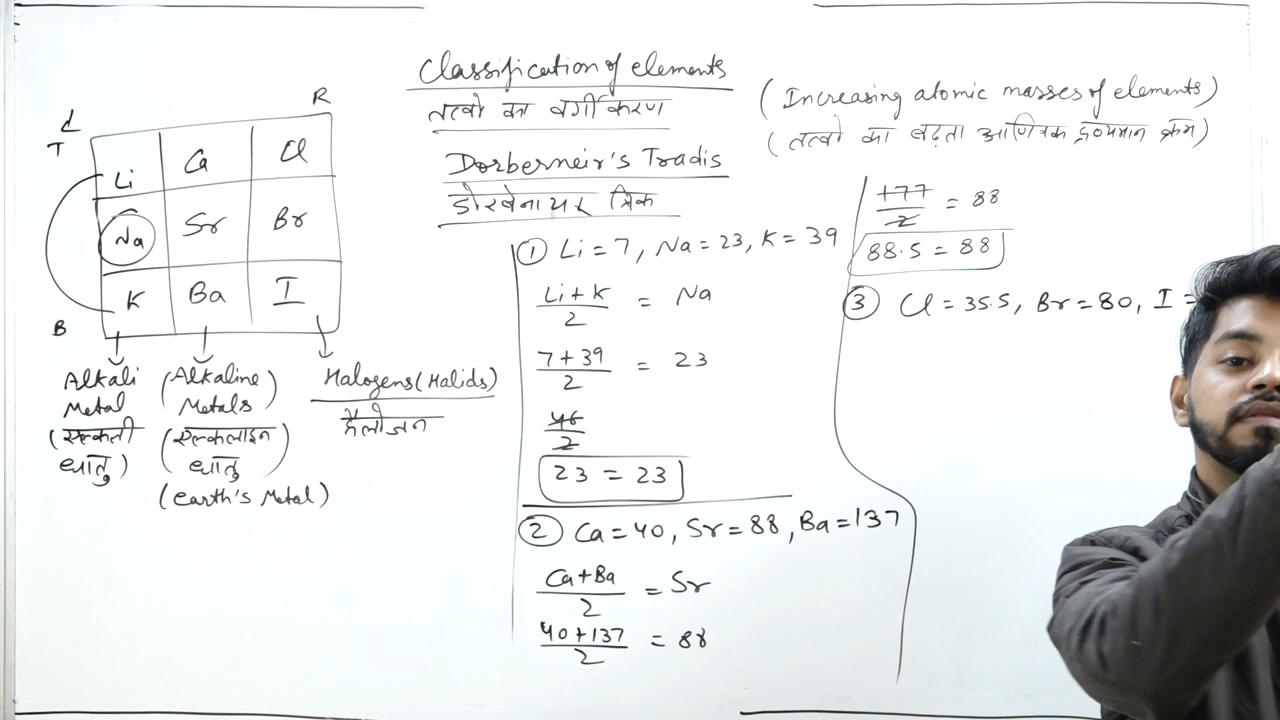 Classification of elements
तत्वो का वर्गीकरण
Dorberneir's Tradis
डोरबेनायर त्रिक
(Increasing atomic masses of elements)
(तत्वो का बढ़ता आणविक द्रव्यमान क्रम)
R
L
T
Li Ca Cl
Na Sr Br
K Ba I
B
Alkali
Metal
(एल्कली
धातु)
(Alkaline)
Metals
(एल्कलाइन
धातु)
(earth's Metal)
Halogens (Halids)
हैलोजन
① Li = 7, Na = 23, K = 39
Li + K / 2 = Na
7 + 39 / 2 = 23
46 / 2
23 = 23
② Ca = 40, Sr = 88, Ba = 137
Ca + Ba / 2 = Sr
40 + 137 / 2 = 88
177 / 2 = 88
88.5 = 88
③ Cl = 35.5, Br = 80, I =